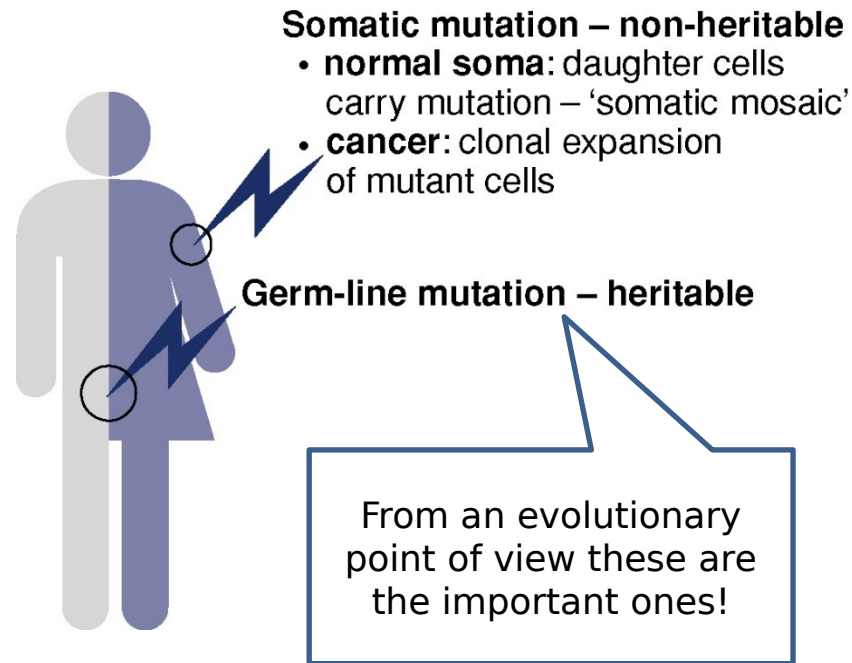 Somatic mutation – non-heritable
• normal soma: daughter cells
carry mutation – ‘somatic mosaic’
• cancer: clonal expansion
of mutant cells
Germ-line mutation – heritable
From an evolutionary
point of view these are
the important ones!